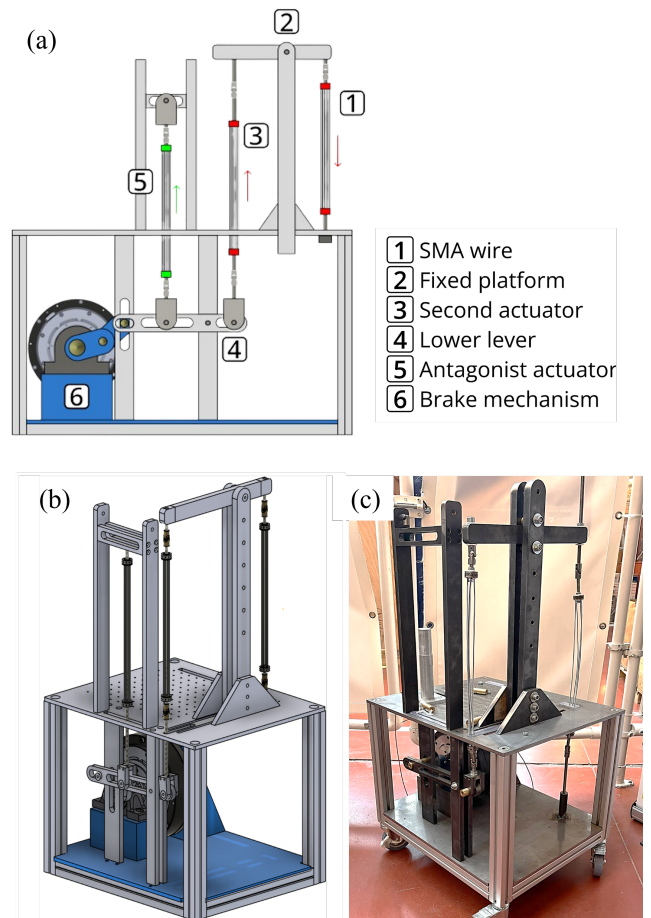 (a)
2
1
3
5
4
6
1 SMA wire
2 Fixed platform
3 Second actuator
4 Lower lever
5 Antagonist actuator
6 Brake mechanism
(b)
(c)